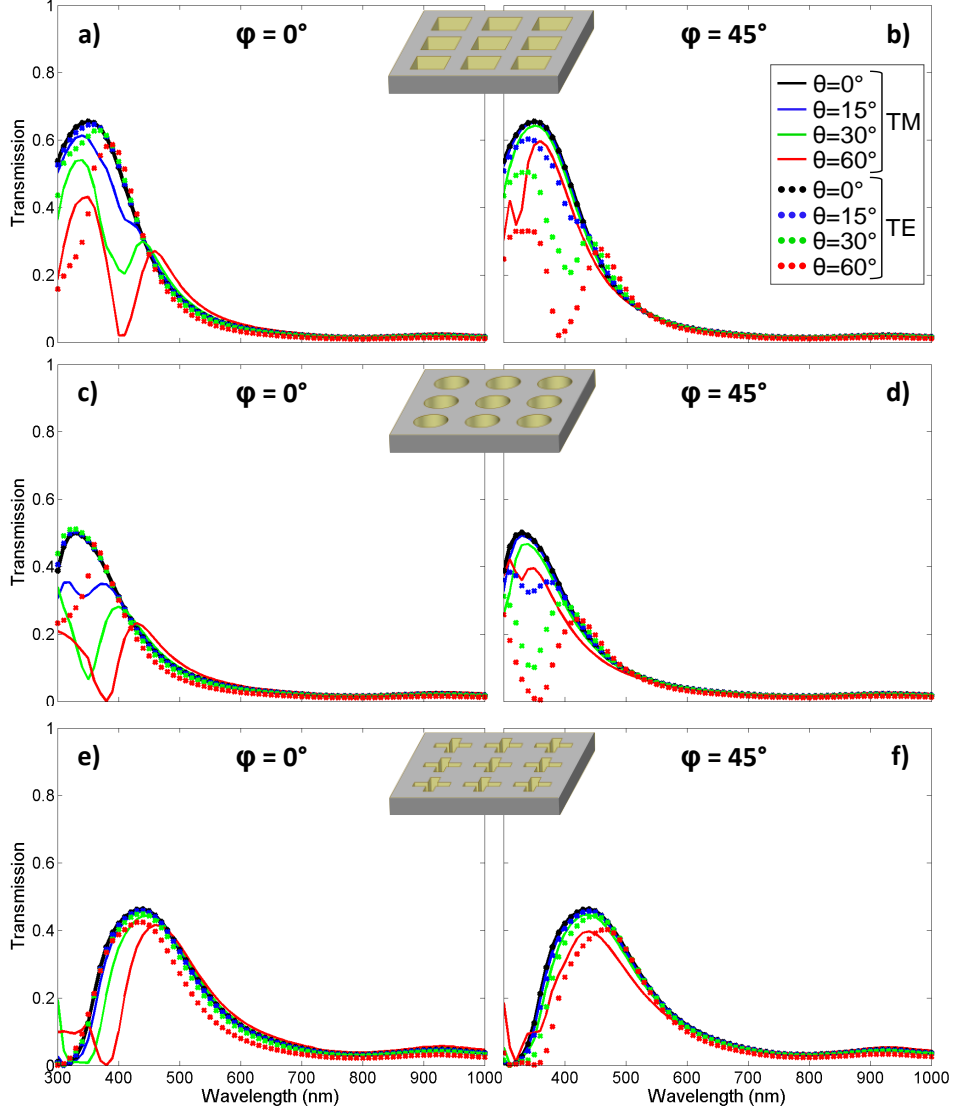 a)
φ = 0°
φ = 45°
b)
1
0.8
0.6
0.4
0.2
0
Transmission
θ=0°
θ=15°
θ=30°
θ=60°
TM
θ=0°
θ=15°
θ=30°
θ=60°
TE
c)
φ = 0°
φ = 45°
d)
1
0.8
0.6
0.4
0.2
0
Transmission
e)
φ = 0°
φ = 45°
f)
1
0.8
0.6
0.4
0.2
0
Transmission
300 400 500 600 700 800 900 1000
400 500 600 700 800 900 1000
Wavelength (nm)
Wavelength (nm)